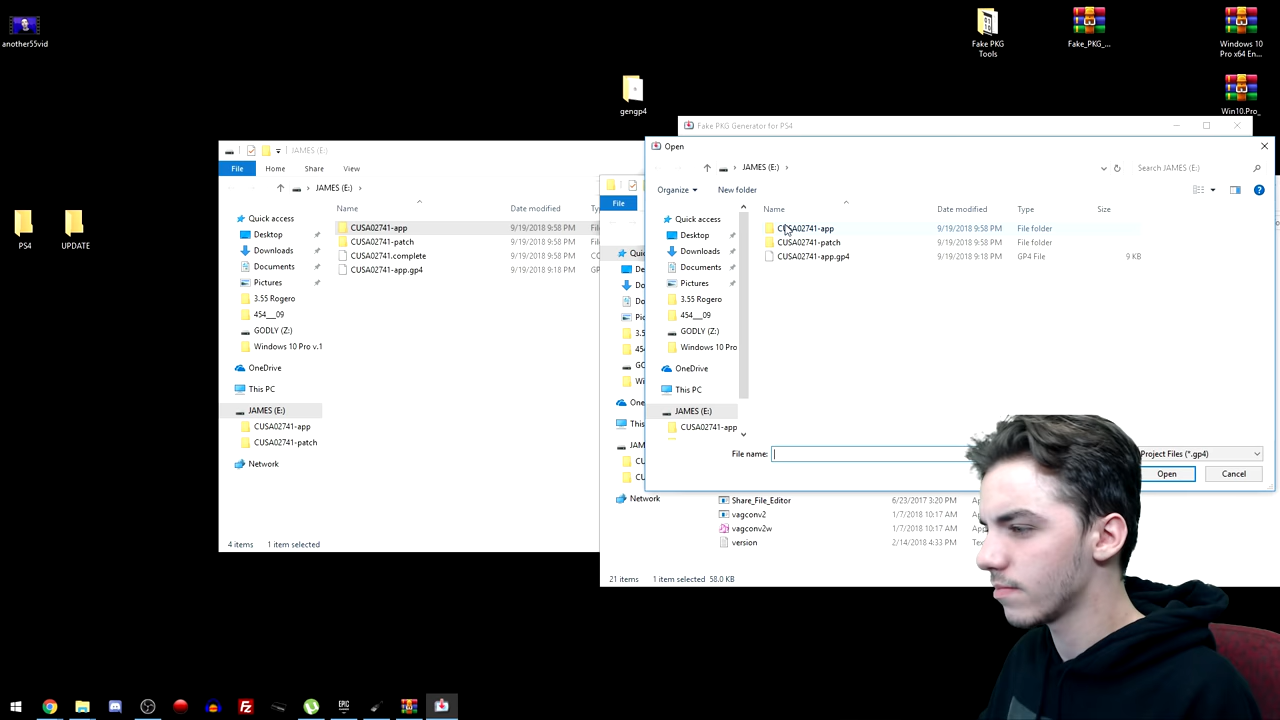 another55vid
Fake PKG
Tools
Fake_PKG_...
Windows 10
Pro x64 En...
gengp4
Win10.Pro_
PS4
UPDATE
JAMES (E:)
File
Home
Share
View
JAMES (E:)
Quick access
Desktop
Downloads
Documents
Pictures
3.55 Rogero
454__09
GODLY (Z:)
Windows 10 Pro v.1
OneDrive
This PC
JAMES (E:)
CUSA02741-app
CUSA02741-patch
Network
Name
Date modified
CUSA02741-app
9/19/2018 9:58 PM
File
CUSA02741-patch
9/19/2018 9:58 PM
File
CUSA02741.complete
9/19/2018 9:58 PM
CUSA02741-app.gp4
9/19/2018 9:18 PM
GP4
4 items
1 item selected
Fake PKG Generator for PS4
File
Network
Share_File_Editor
6/23/2017 3:20 PM
vagconv2
1/7/2018 10:17 AM
vagconv2w
1/7/2018 10:17 AM
version
2/14/2018 4:33 PM
21 items
1 item selected 58.0 KB
Open
JAMES (E:)
Search JAMES (E:)
Organize
New folder
Quick access
Desktop
Downloads
Documents
Pictures
3.55 Rogero
454__09
GODLY (Z:)
Windows 10 Pro
OneDrive
This PC
JAMES (E:)
CUSA02741-app
Name
Date modified
Type
Size
CUSA02741-app
9/19/2018 9:58 PM
File folder
CUSA02741-patch
9/19/2018 9:58 PM
File folder
CUSA02741-app.gp4
9/19/2018 9:18 PM
GP4 File
9 KB
File name:
Project Files (*.gp4)
Open
Cancel